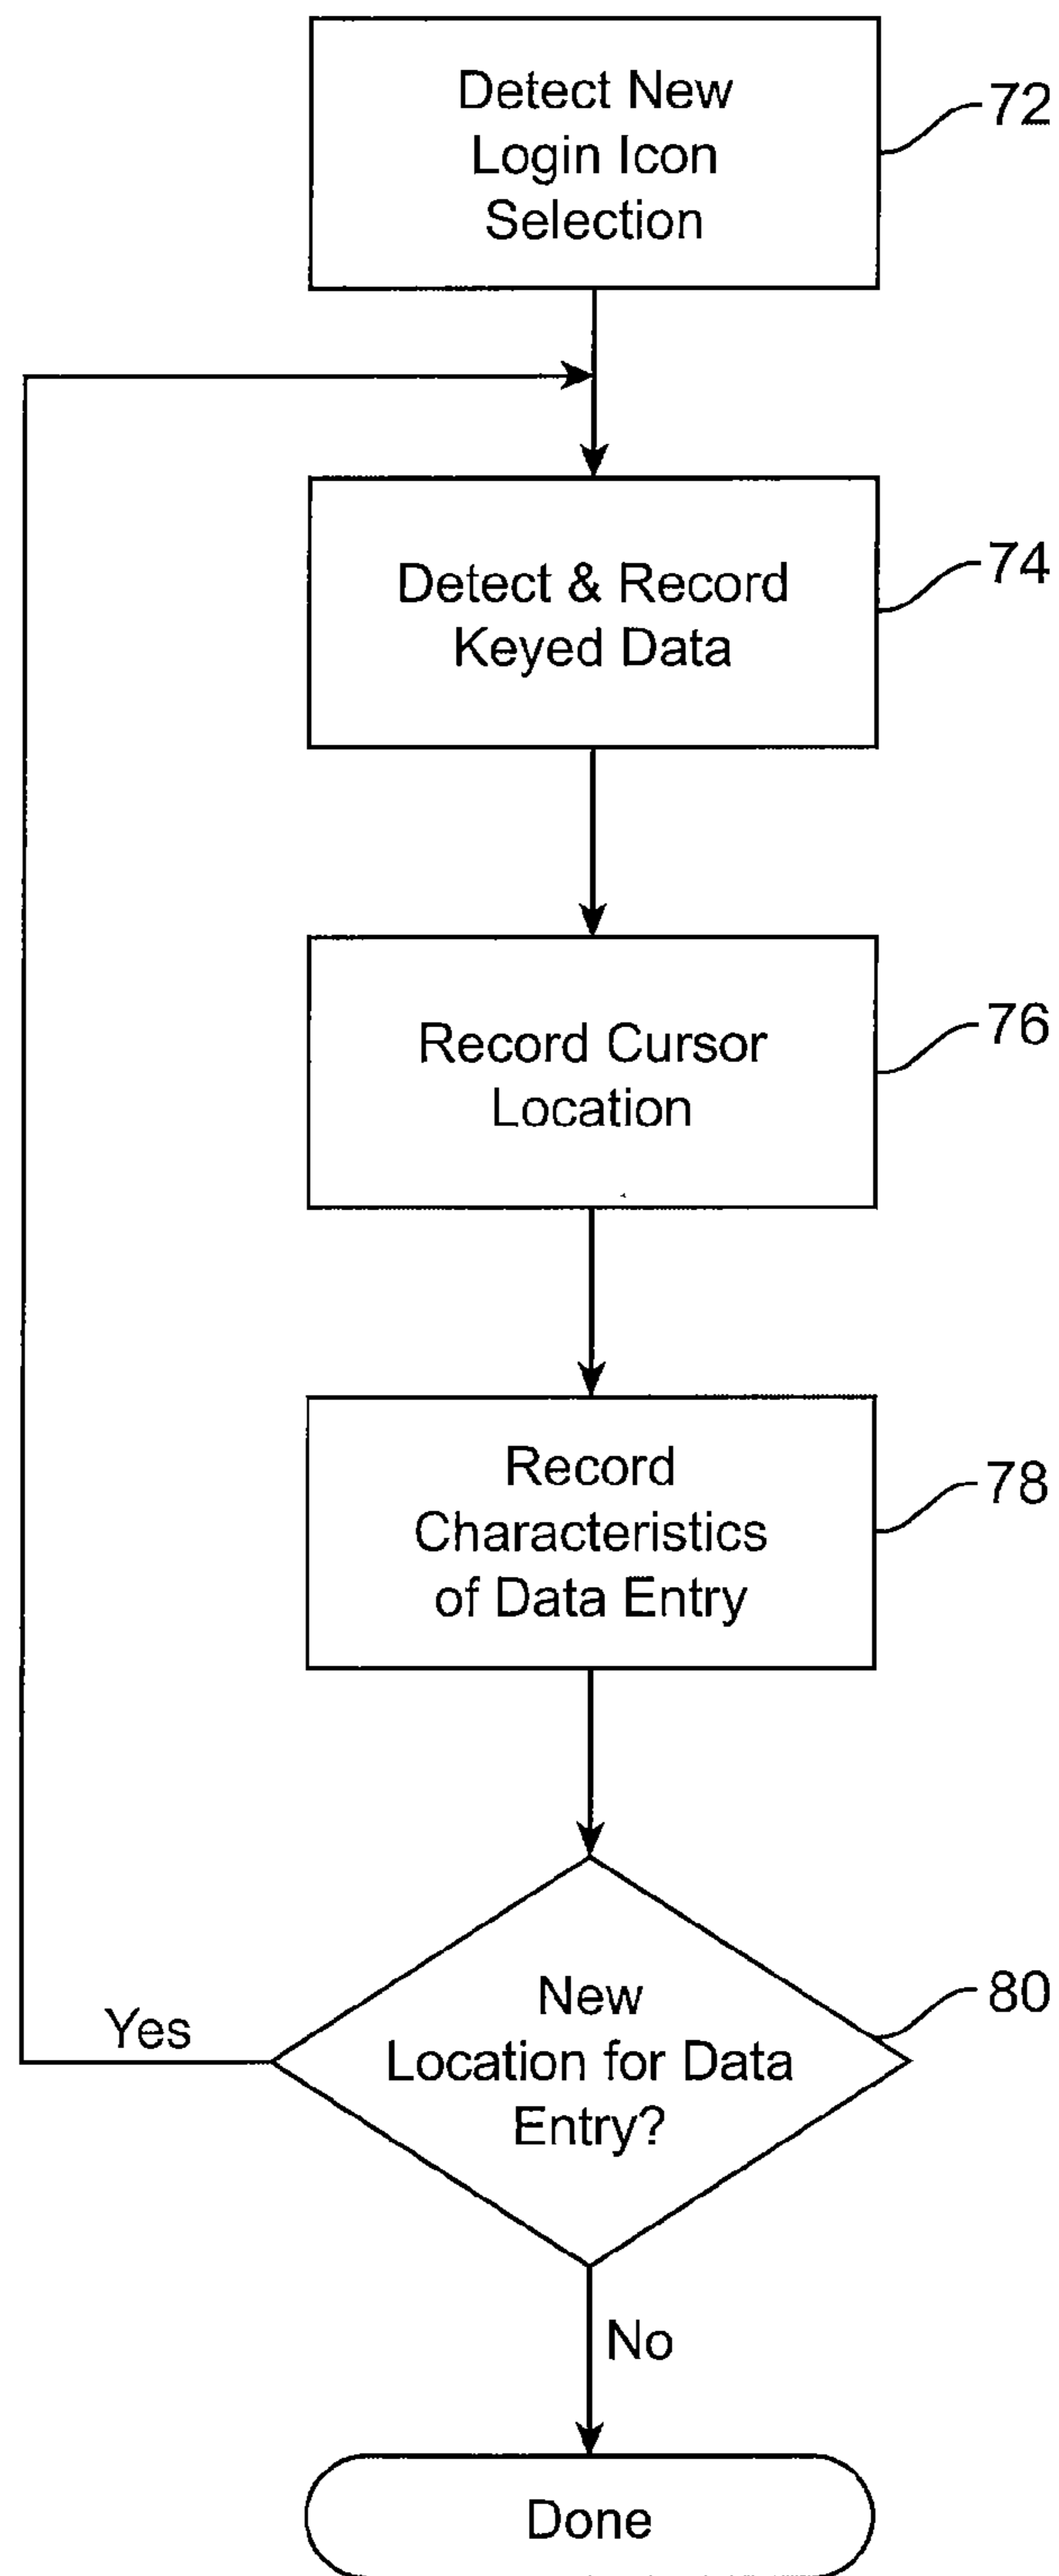 Detect New
Login Icon
Selection
72
Detect & Record
Keyed Data
74
Record Cursor
Location
76
Record
Characteristics
of Data Entry
78
New
Location for Data
Entry?
80
Yes
No
Done